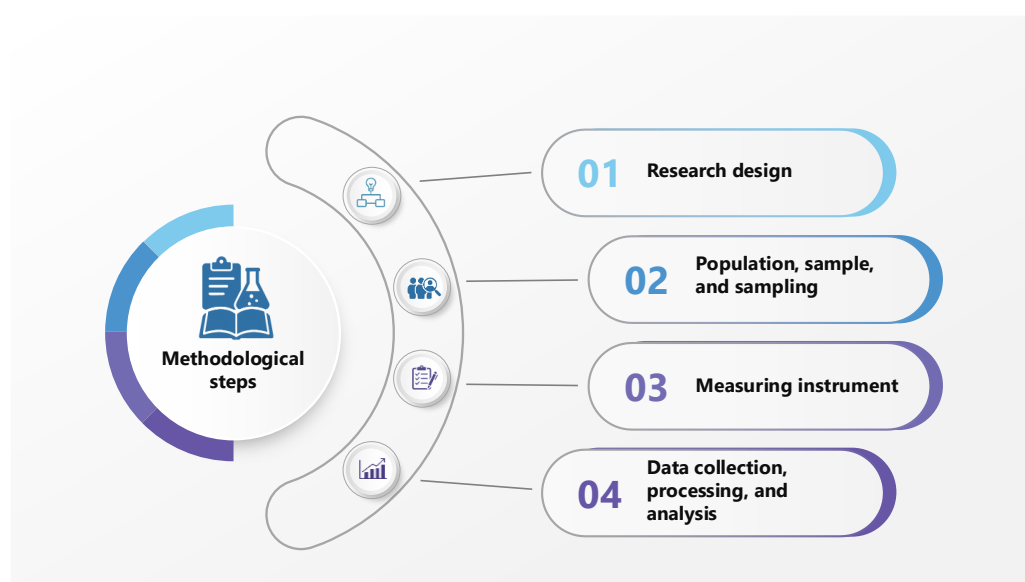 Methodological
steps
01
Research design
02
Population, sample,
and sampling
03
Measuring instrument
04
Data collection,
processing, and
analysis